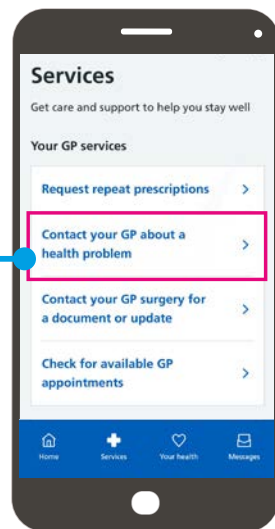 Services
Get care and support to help you stay well
Your GP services
Request repeat prescriptions
Contact your GP about a
health problem
Contact your GP surgery for
a document or update
Check for available GP
appointments
Home Services Your health Messages